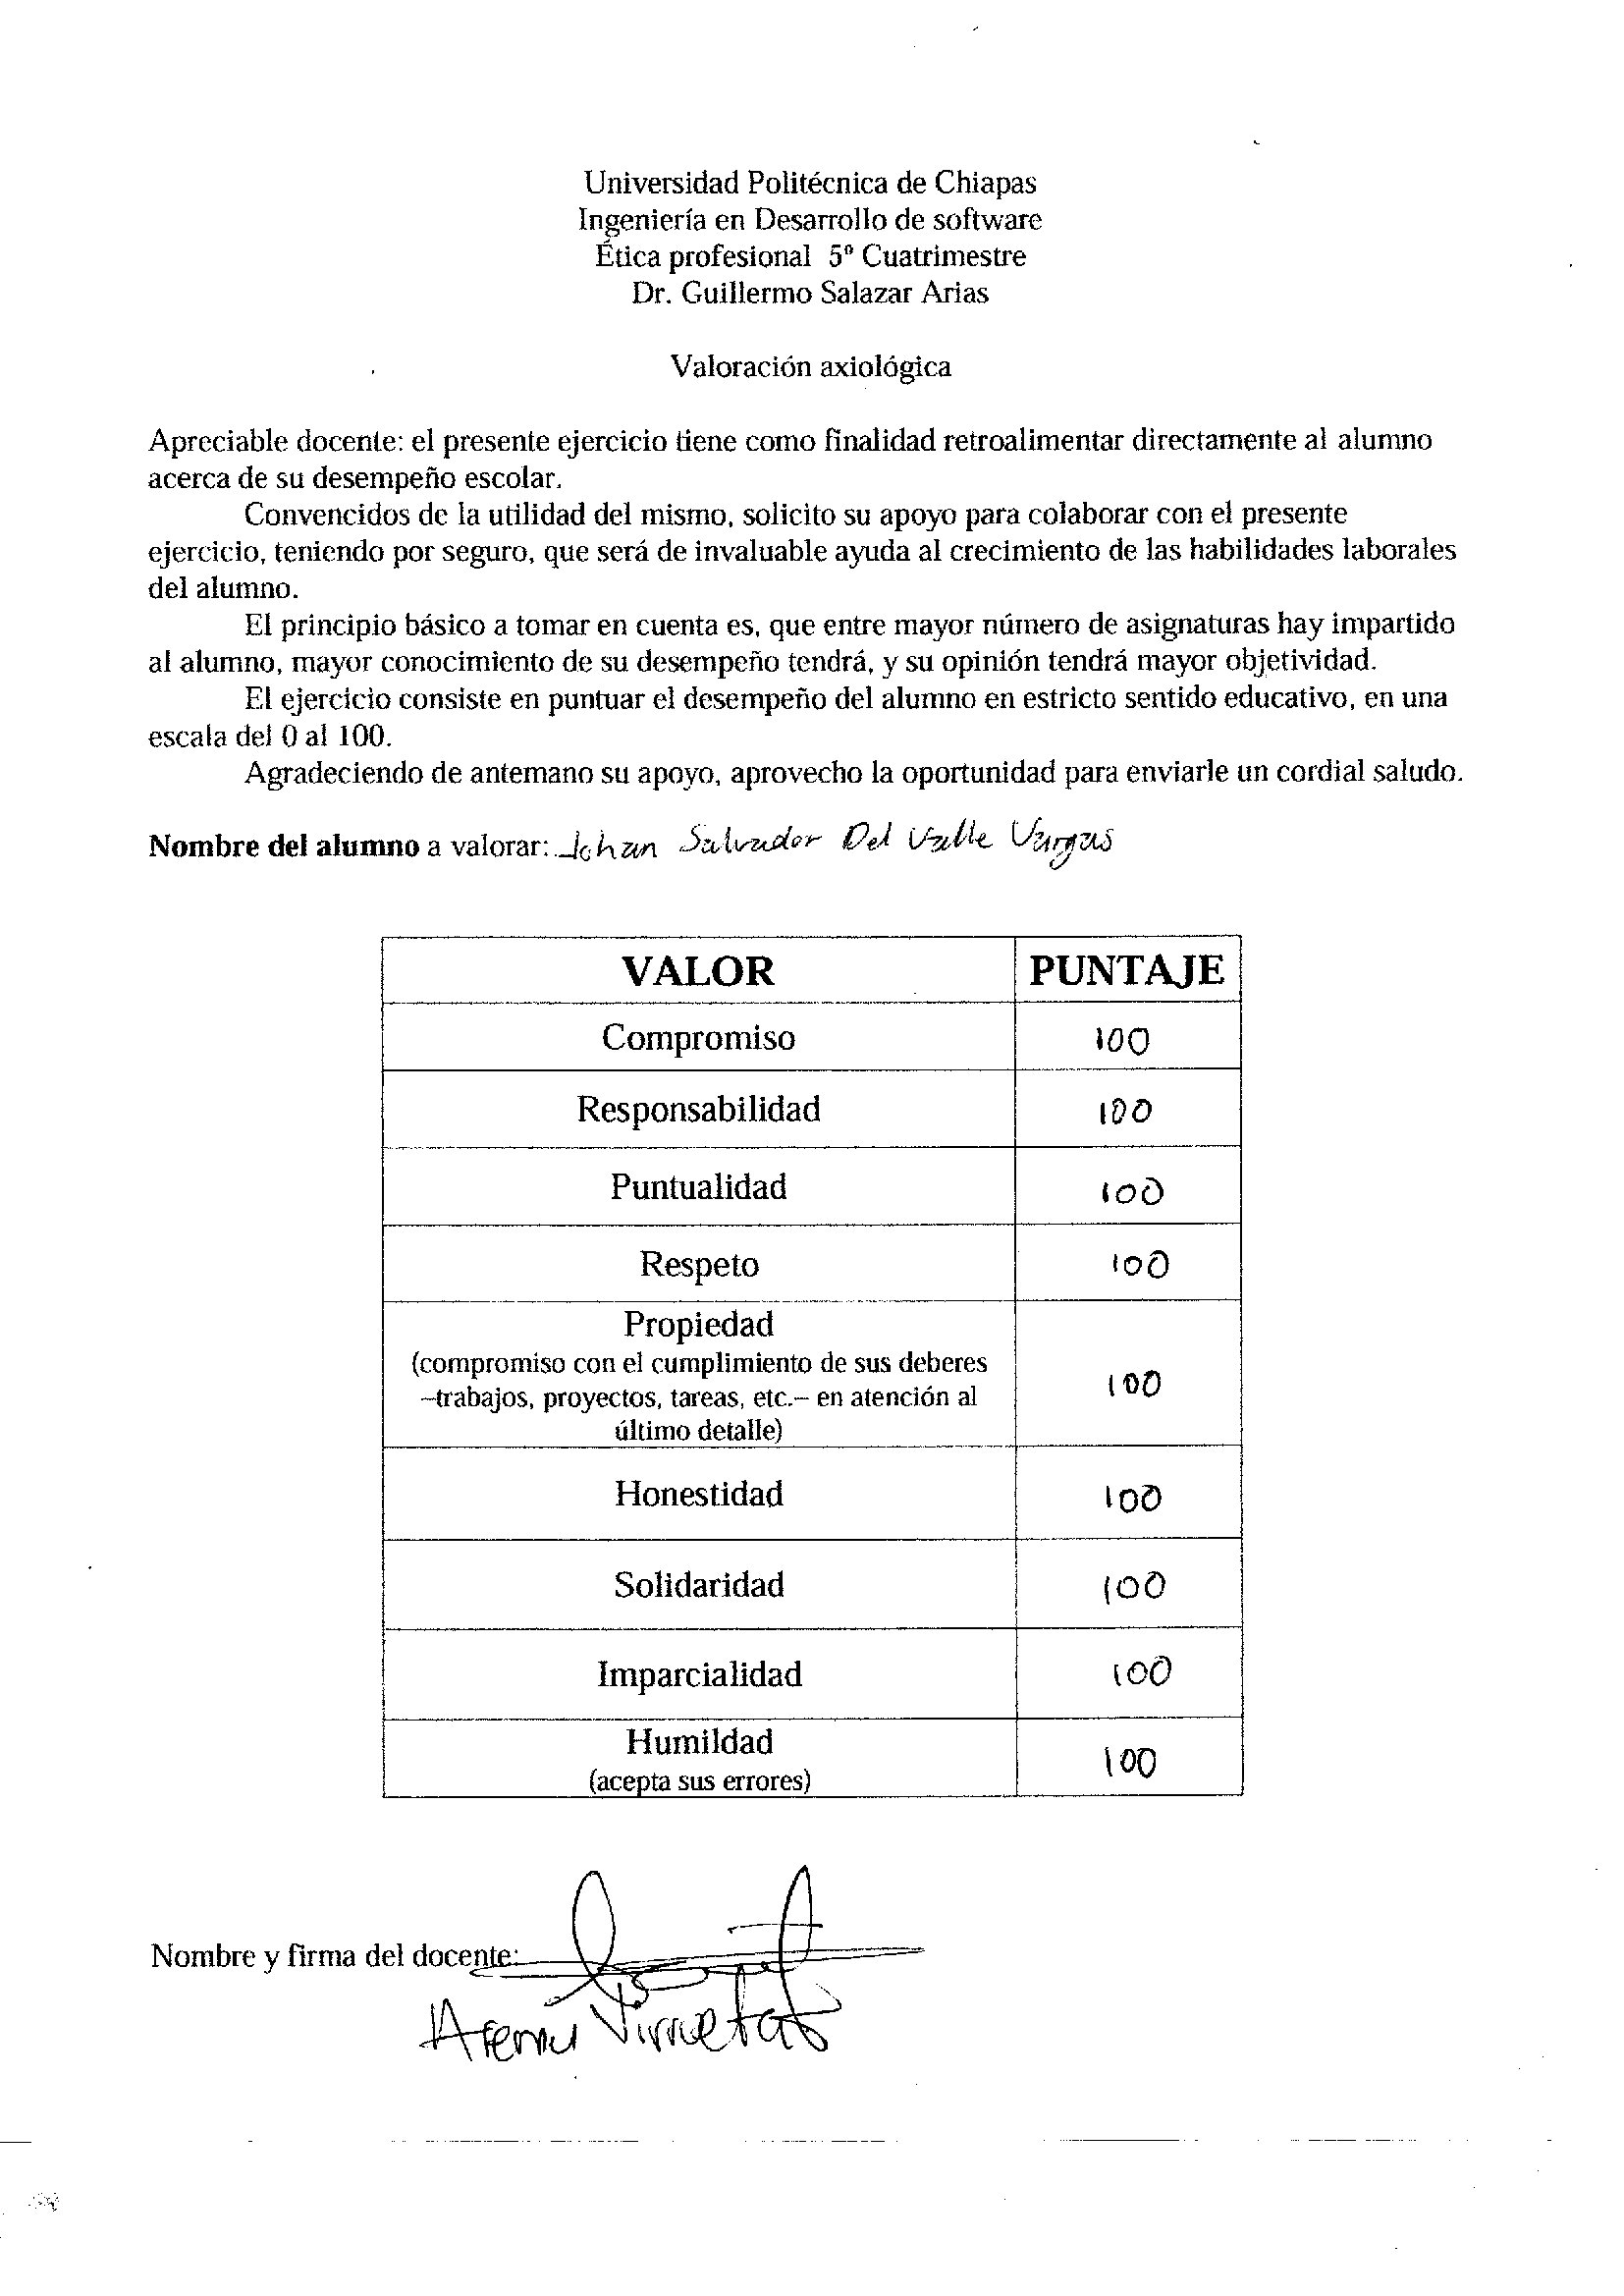 Universidad Politécnica de Chiapas
Ingeniería en Desarrollo de software
Ética profesional 5º Cuatrimestre
Dr. Guillermo Salazar Arias
Valoración axiológica
Apreciable docente: el presente ejercicio tiene como finalidad retroalimentar directamente al alumno
acerca de su desempeño escolar.
Convencidos de la utilidad del mismo, solicito su apoyo para colaborar con el presente
ejercicio, teniendo por seguro, que será de invaluable ayuda al crecimiento de las habilidades laborales
del alumno.
El principio básico a tomar en cuenta es, que entre mayor número de asignaturas hay impartido
al alumno, mayor conocimiento de su desempeño tendrá, y su opinión tendrá mayor objetividad.
El ejercicio consiste en puntuar el desempeño del alumno en estricto sentido educativo, en una
escala del 0 al 100.
Agradeciendo de antemano su apoyo, aprovecho la oportunidad para enviarle un cordial saludo.
Nombre del alumno a valorar: Johan Salvador Del Valle Vargas
VALOR PUNTAJE
Compromiso 100
Responsabilidad 100
Puntualidad 100
Respeto 100
Propiedad
(compromiso con el cumplimiento de sus deberes
–trabajos, proyectos, tareas, etc.– en atención al 100
último detalle)
Honestidad 100
Solidaridad 100
Imparcialidad 100
Humildad 100
(acepta sus errores)
Nombre y firma del docente: